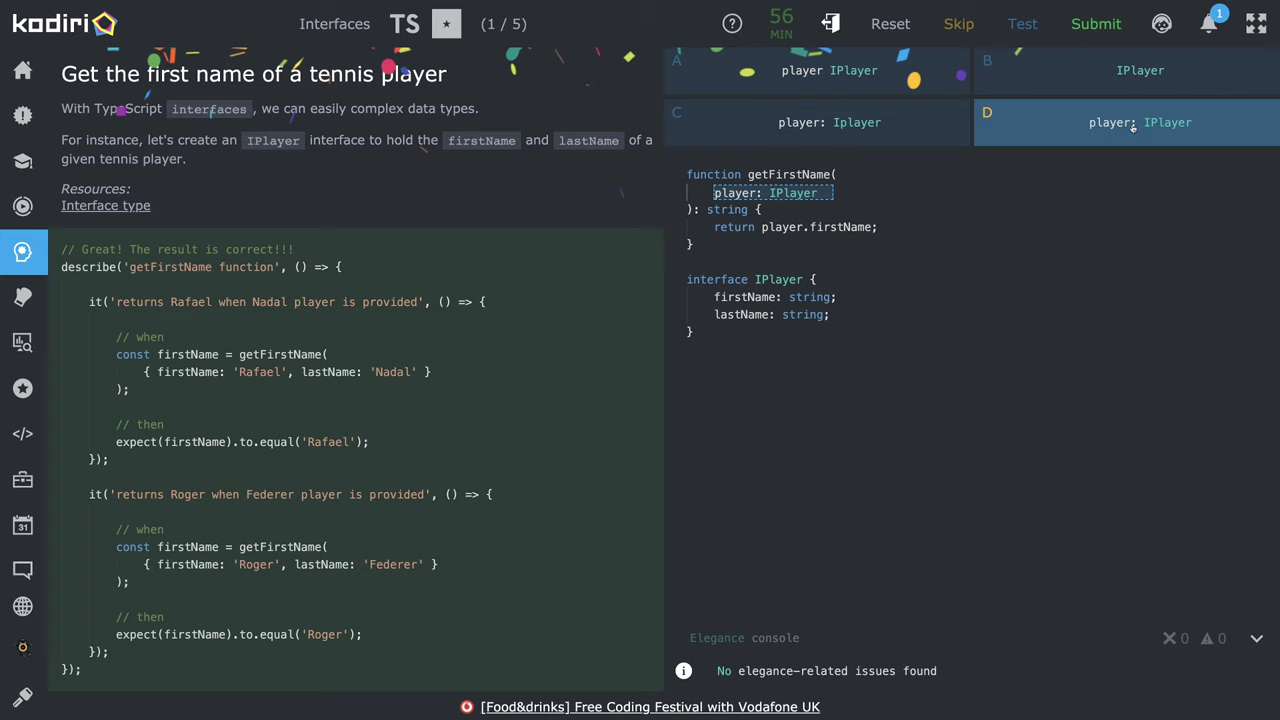 kodiri
Interfaces TS ★ (1 / 5)
? 56 MIN Reset Skip Test Submit 1
Get the first name of a tennis player
With TypeScript interfaces, we can easily complex data types.
For instance, let's create an IPlayer interface to hold the firstName and lastName of a
given tennis player.
Resources:
Interface type
// Great! The result is correct!!!
describe('getFirstName function', () => {
it('returns Rafael when Nadal player is provided', () => {
// when
const firstName = getFirstName(
{ firstName: 'Rafael', lastName: 'Nadal' }
);
// then
expect(firstName).to.equal('Rafael');
});
it('returns Roger when Federer player is provided', () => {
// when
const firstName = getFirstName(
{ firstName: 'Roger', lastName: 'Federer' }
);
// then
expect(firstName).to.equal('Roger');
});
});
A player IPlayer
B IPlayer
C player: Iplayer
D player: IPlayer
function getFirstName(
player: IPlayer
): string {
return player.firstName;
}
interface IPlayer {
firstName: string;
lastName: string;
}
Elegance console 0 0
No elegance-related issues found
31
[Food&drinks] Free Coding Festival with Vodafone UK